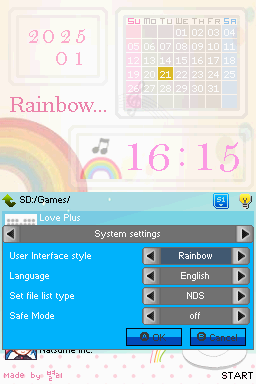 2025
01
SU MO TU WE TH FR SA
01 02 03 04
05 06 07 08 09 10 11
12 13 14 15 16 17 18
19 20 21 22 23 24 25
26 27 28 29 30 31
Rainbow...
16:15
SD:/Games/
Love Plus
System settings
User Interface style Rainbow
Language English
Set file list type NDS
Safe Mode off
A OK B Cancel
Natsume Inc.
Made by: 별리 START